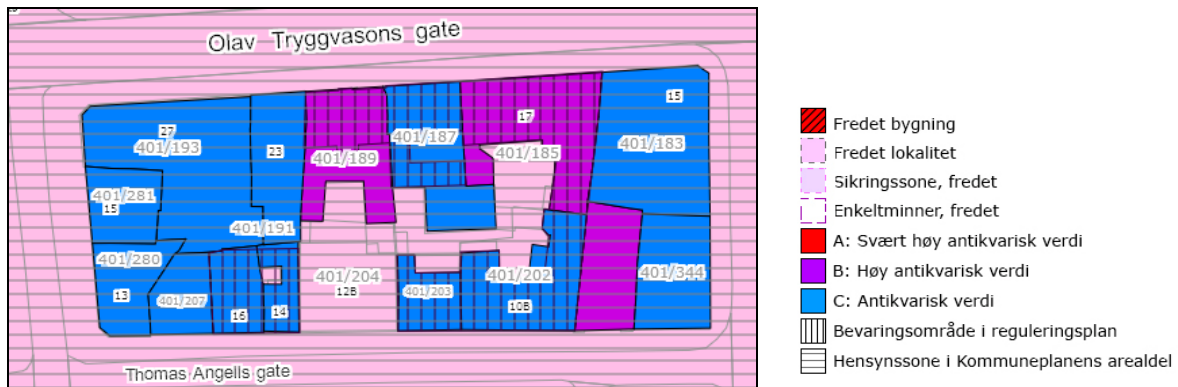 Olav Tryggvasons gate
15
17
27
401/187
401/193
23
401/183
401/189
401/185
401/281
15
401/191
401/280
401/204
401/202
401/344
13
401/207
12B
401/203
16
14
10B
Thomas Angells gate
Fredet bygning
Fredet lokalitet
Sikringssone, fredet
Enkeltminner, fredet
A: Svært høy antikvarisk verdi
B: Høy antikvarisk verdi
C: Antikvarisk verdi
Bevaringsområde i reguleringsplan
Hensynssone i Kommuneplanens arealdel